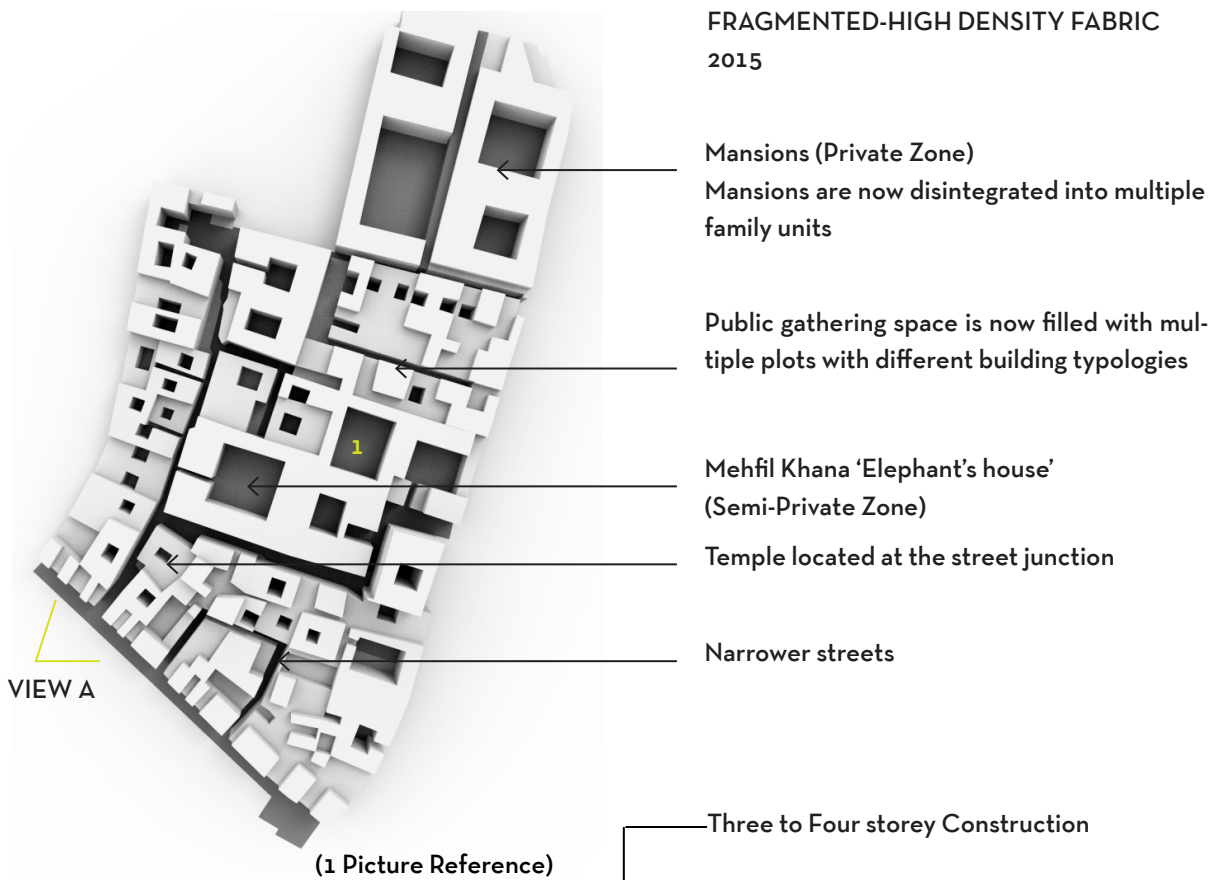 FRAGMENTED-HIGH DENSITY FABRIC
2015
Mansions (Private Zone)
Mansions are now disintegrated into multiple
family units
Public gathering space is now filled with mul-
tiple plots with different building typologies
1
Mehfil Khana ‘Elephant’s house’
(Semi-Private Zone)
Temple located at the street junction
Narrower streets
VIEW A
Three to Four storey Construction
(1 Picture Reference)